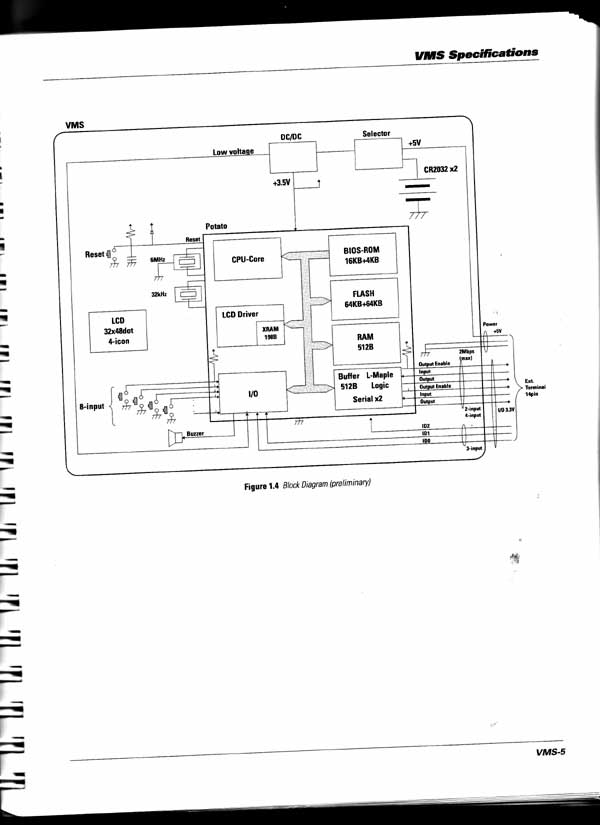 VMS Specifications
VMS
DC/DC
Selector
Low voltage
+5V
+3.5V
CR2032 x2
Potato
Reset
Reset
6MHz
32kHz
CPU-Core
BIOS-ROM
16KB+4KB
FLASH
64KB+64KB
LCD
32x48dot
4-icon
LCD Driver
XRAM
196B
RAM
512B
Power
+5V
2Mbps
(max)
Output Enable
Input
Output
Output Enable
Input
Output
Ext.
Terminal
14pin
Buffer L-Maple
512B Logic
Serial x2
I/O
8-input
2-input
4-input
I/O 3.3V
Buzzer
ID2
ID1
ID0
3-input
Figure 1.4 Block Diagram (preliminary)
VMS-5